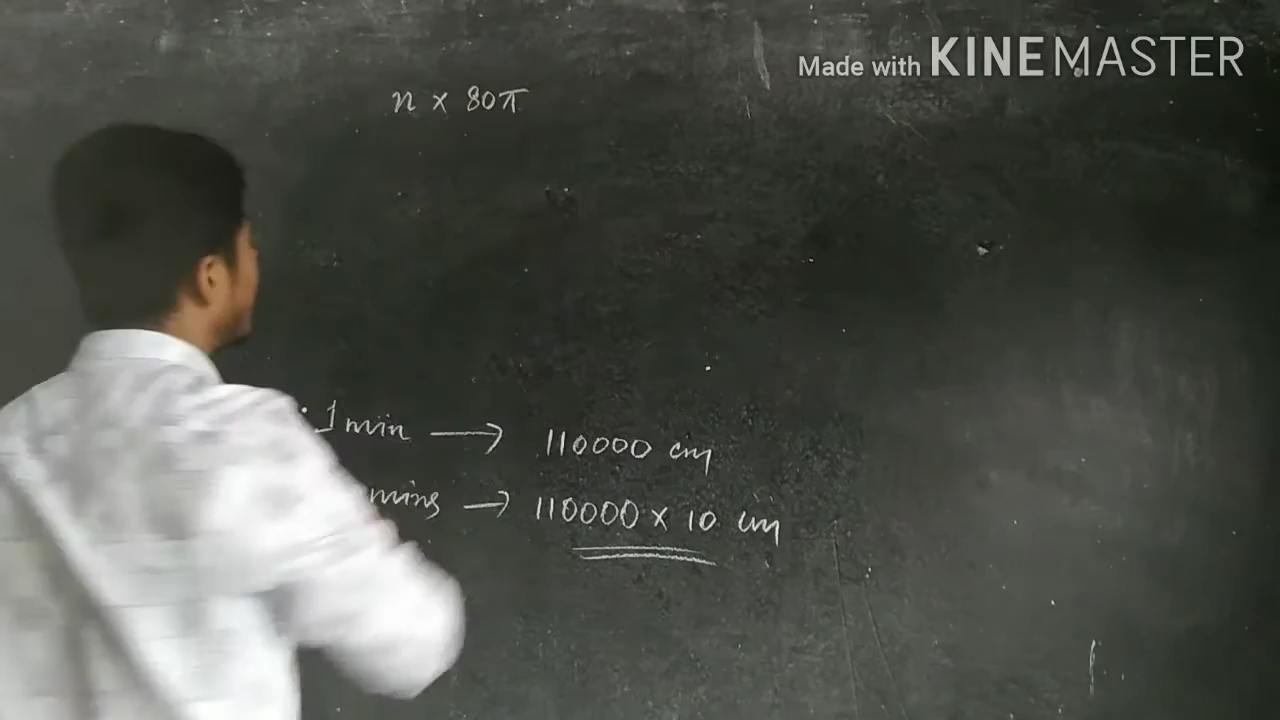 Made with KINEMASTER
n × 80π
1 min → 110000 cm
mins → 110000 × 10 cm